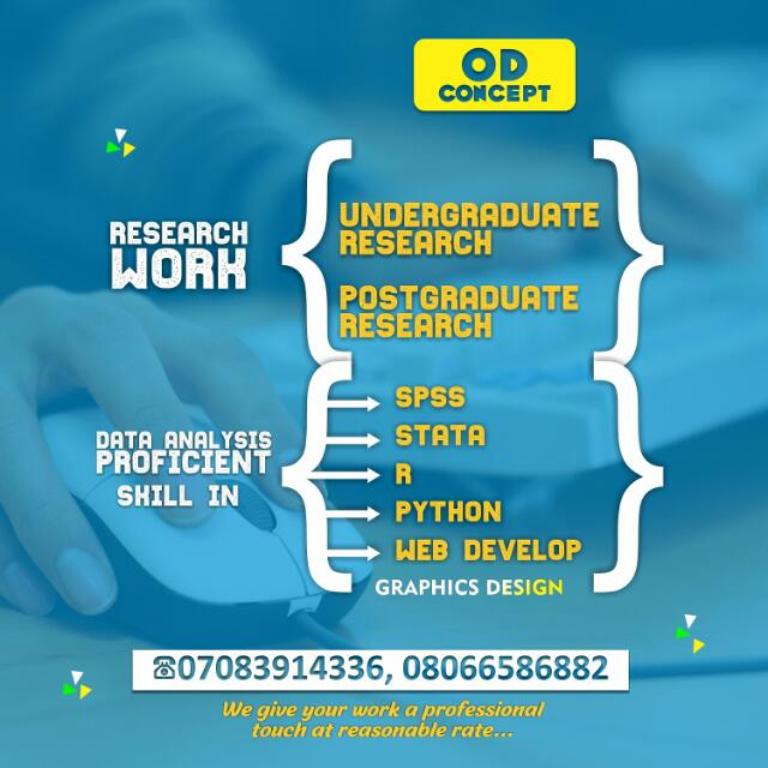 OD
CONCEPT
RESEARCH
WORK
UNDERGRADUATE
RESEARCH
POSTGRADUATE
RESEARCH
DATA ANALYSIS
PROFICIENT
SKILL IN
SPSS
STATA
R
PYTHON
WEB DEVELOP
GRAPHICS DESIGN
☎07083914336, 08066586882
We give your work a professional
touch at reasonable rate...